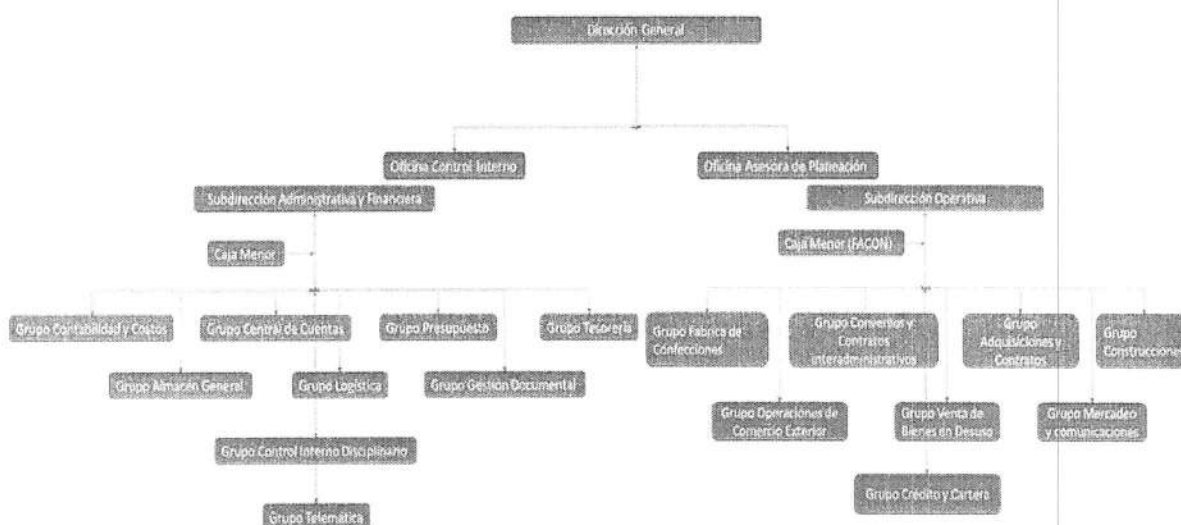 Dirección General
Oficina Control Interno
Oficina Asesora de Planeación
Subdirección Administrativa y Financiera
Subdirección Operativa
Caja Menor
Caja Menor (FACON)
Grupo Contabilidad y Costos
Grupo Central de Cuentas
Grupo Presupuesto
Grupo Tesorería
Grupo Fabrica de
Confecciones
Grupo Convenios y
Contratos
interadministrativos
Grupo
Adquisiciones y
Contratos
Grupo
Construcciones
Grupo Almacén General
Grupo Logística
Grupo Gestión Documental
Grupo Operaciones de
Comercio Exterior
Grupo Venta de
Bienes en Desuso
Grupo Mercadeo
y comunicaciones
Grupo Control Interno Disciplinario
Grupo Crédito y Cartera
Grupo Telemática